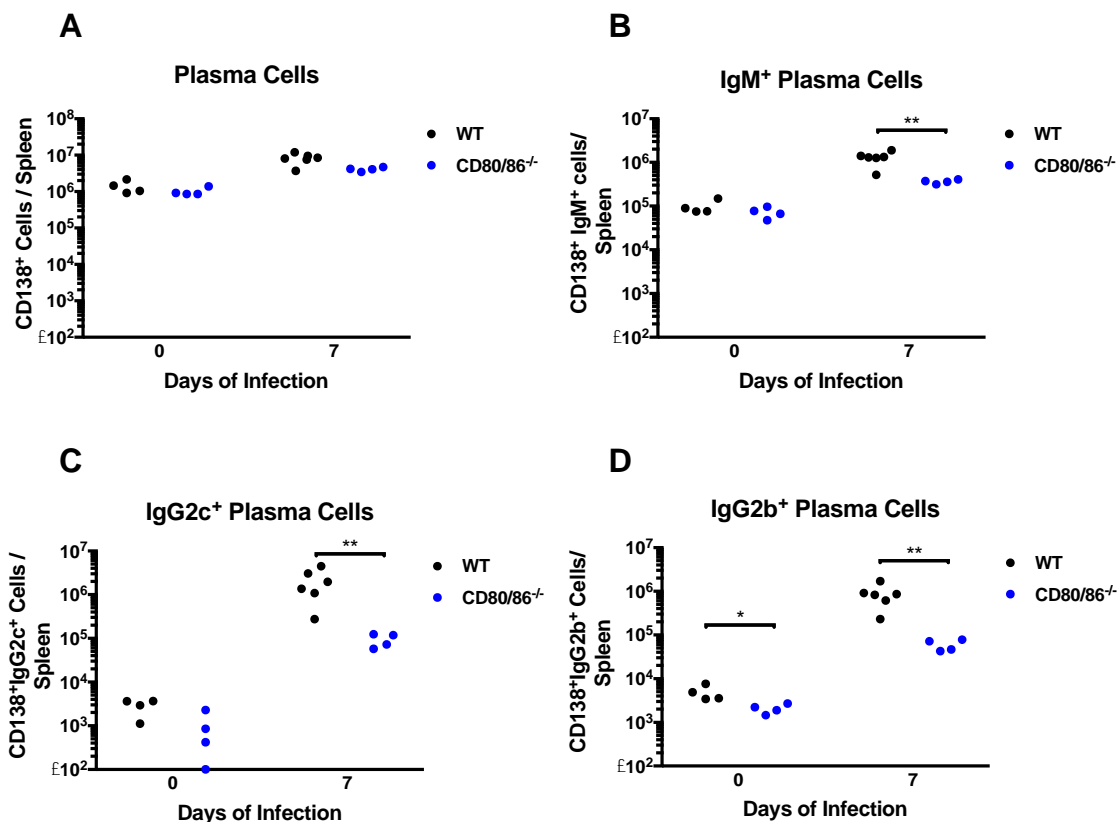 A
Plasma Cells
CD138⁺ Cells / Spleen
10⁸
10⁷
10⁶
10⁵
10⁴
10³
£10²
0
7
Days of Infection
WT
CD80/86⁻/⁻
B
IgM⁺ Plasma Cells
CD138⁺ IgM⁺ cells/
Spleen
10⁷
10⁶
10⁵
10⁴
10³
£10²
**
0
7
Days of Infection
WT
CD80/86⁻/⁻
C
IgG2c⁺ Plasma Cells
CD138⁺IgG2c⁺ Cells /
Spleen
10⁷
10⁶
10⁵
10⁴
10³
£10²
**
0
7
Days of Infection
WT
CD80/86⁻/⁻
D
IgG2b⁺ Plasma Cells
CD138⁺IgG2b⁺ Cells/
Spleen
10⁷
10⁶
10⁵
10⁴
10³
£10²
*
**
0
7
Days of Infection
WT
CD80/86⁻/⁻